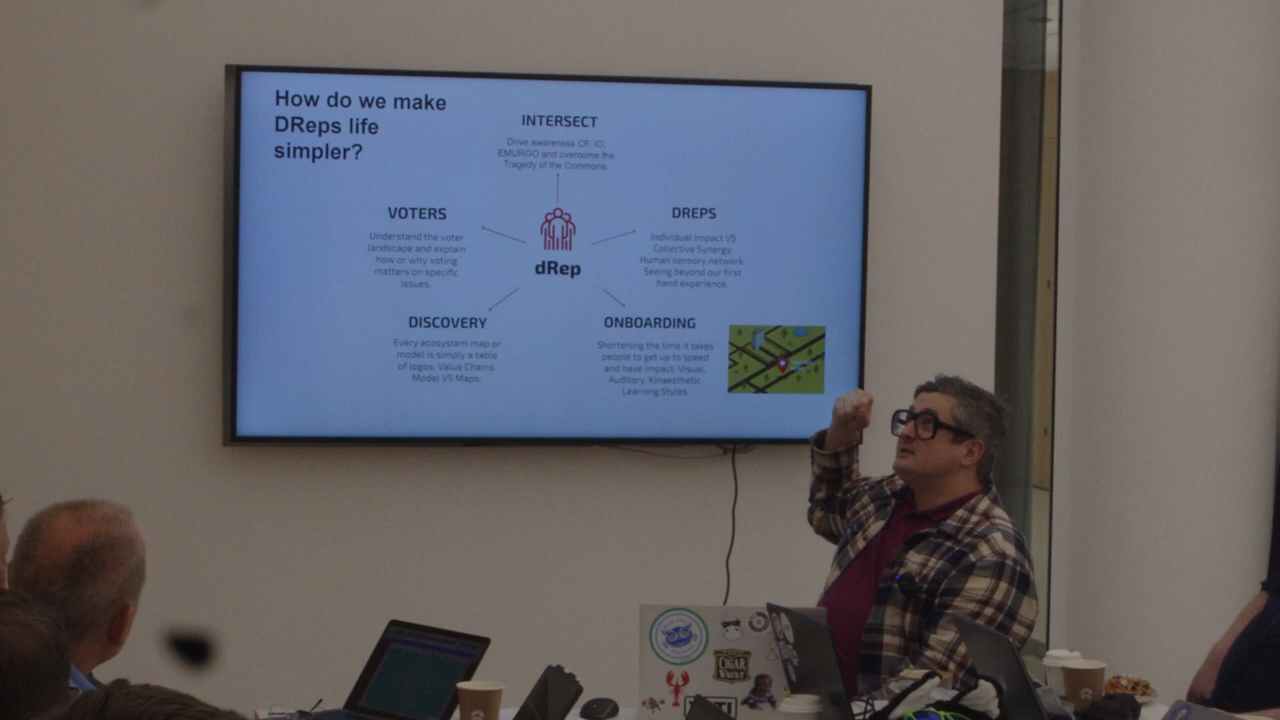 How do we make
DReps life
simpler?
INTERSECT
Drive awareness CF, IO,
EMURGO and overcome the
Tragedy of the Commons.
VOTERS
Understand the voter
landscape and explain
how or why voting
matters on specific
issues.
DREPS
Individual Impact VS
Collective Synergy.
Human sensory network.
Seeing beyond our first
hand experience.
dRep
DISCOVERY
Every ecosystem map or
model is simply a table
of logos. Value Chains.
Model VS Maps.
ONBOARDING
Shortening the time it takes
people to get up to speed
and have impact. Visual,
Auditory, Kinaesthetic
Learning Styles
CIGAR
VAULT